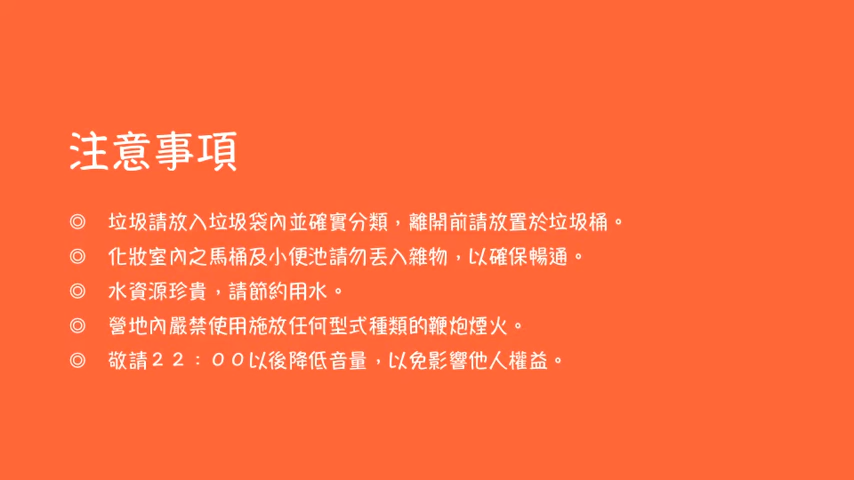 注意事項
◎ 垃圾請放入垃圾袋內並確實分類，離開前請放置於垃圾桶。
◎ 化妝室內之馬桶及小便池請勿丟入雜物，以確保暢通。
◎ 水資源珍貴，請節約用水。
◎ 營地內嚴禁使用施放任何型式種類的鞭炮煙火。
◎ 敬請２２：００以後降低音量，以免影響他人權益。